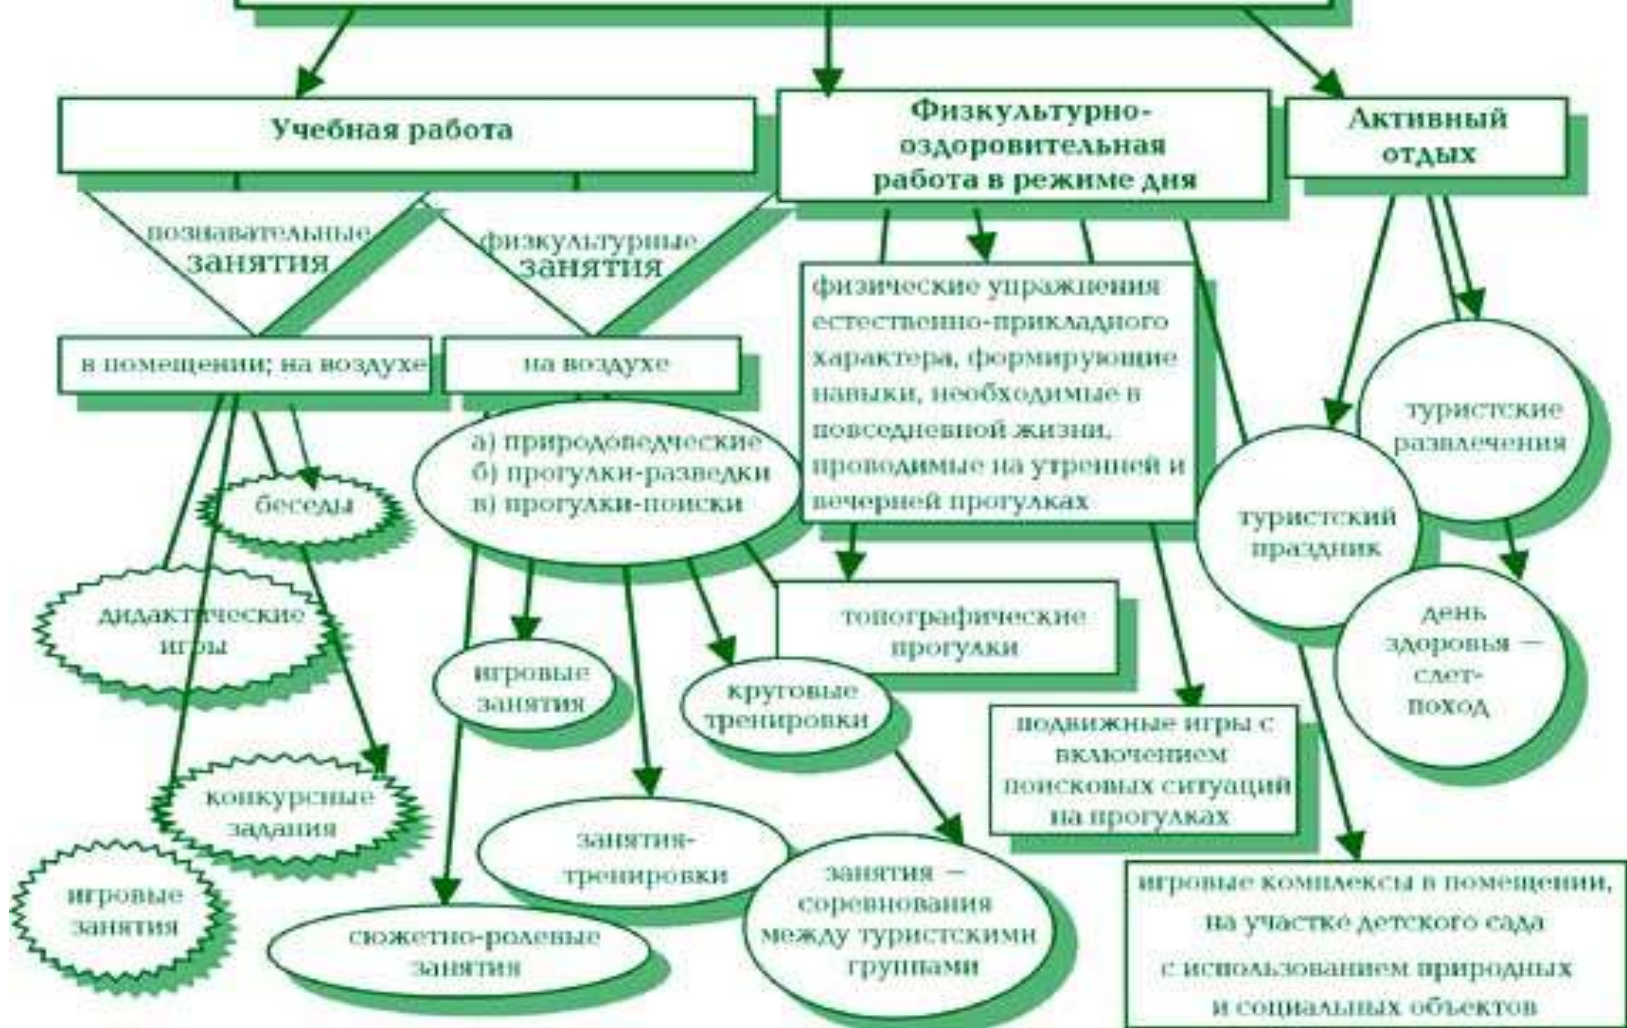 Учебная работа
Физкультурно-
оздоровительная
работа в режиме дня
Активный
отдых
познавательные
занятия
физкультурные
занятия
в помещении; на воздухе
на воздухе
физические упражнения
естественно-прикладного
характера, формирующие
навыки, необходимые в
повседневной жизни,
проводимые на утренней и
вечерней прогулках
а) природоведческие
б) прогулки-разведки
в) прогулки-поиски
туристские
развлечения
беседы
туристский
праздник
дидактические
игры
топографические
прогулки
день
здоровья —
слет-
поход
игровые
занятия
круговые
тренировки
подвижные игры с
включением
поисковых ситуаций
на прогулках
конкурсные
задания
занятия-
тренировки
игровые
занятия
сюжетно-ролевые
занятия
занятия —
соревнования
между туристскими
группами
игровые комплексы в помещении,
на участке детского сада
с использованием природных
и социальных объектов